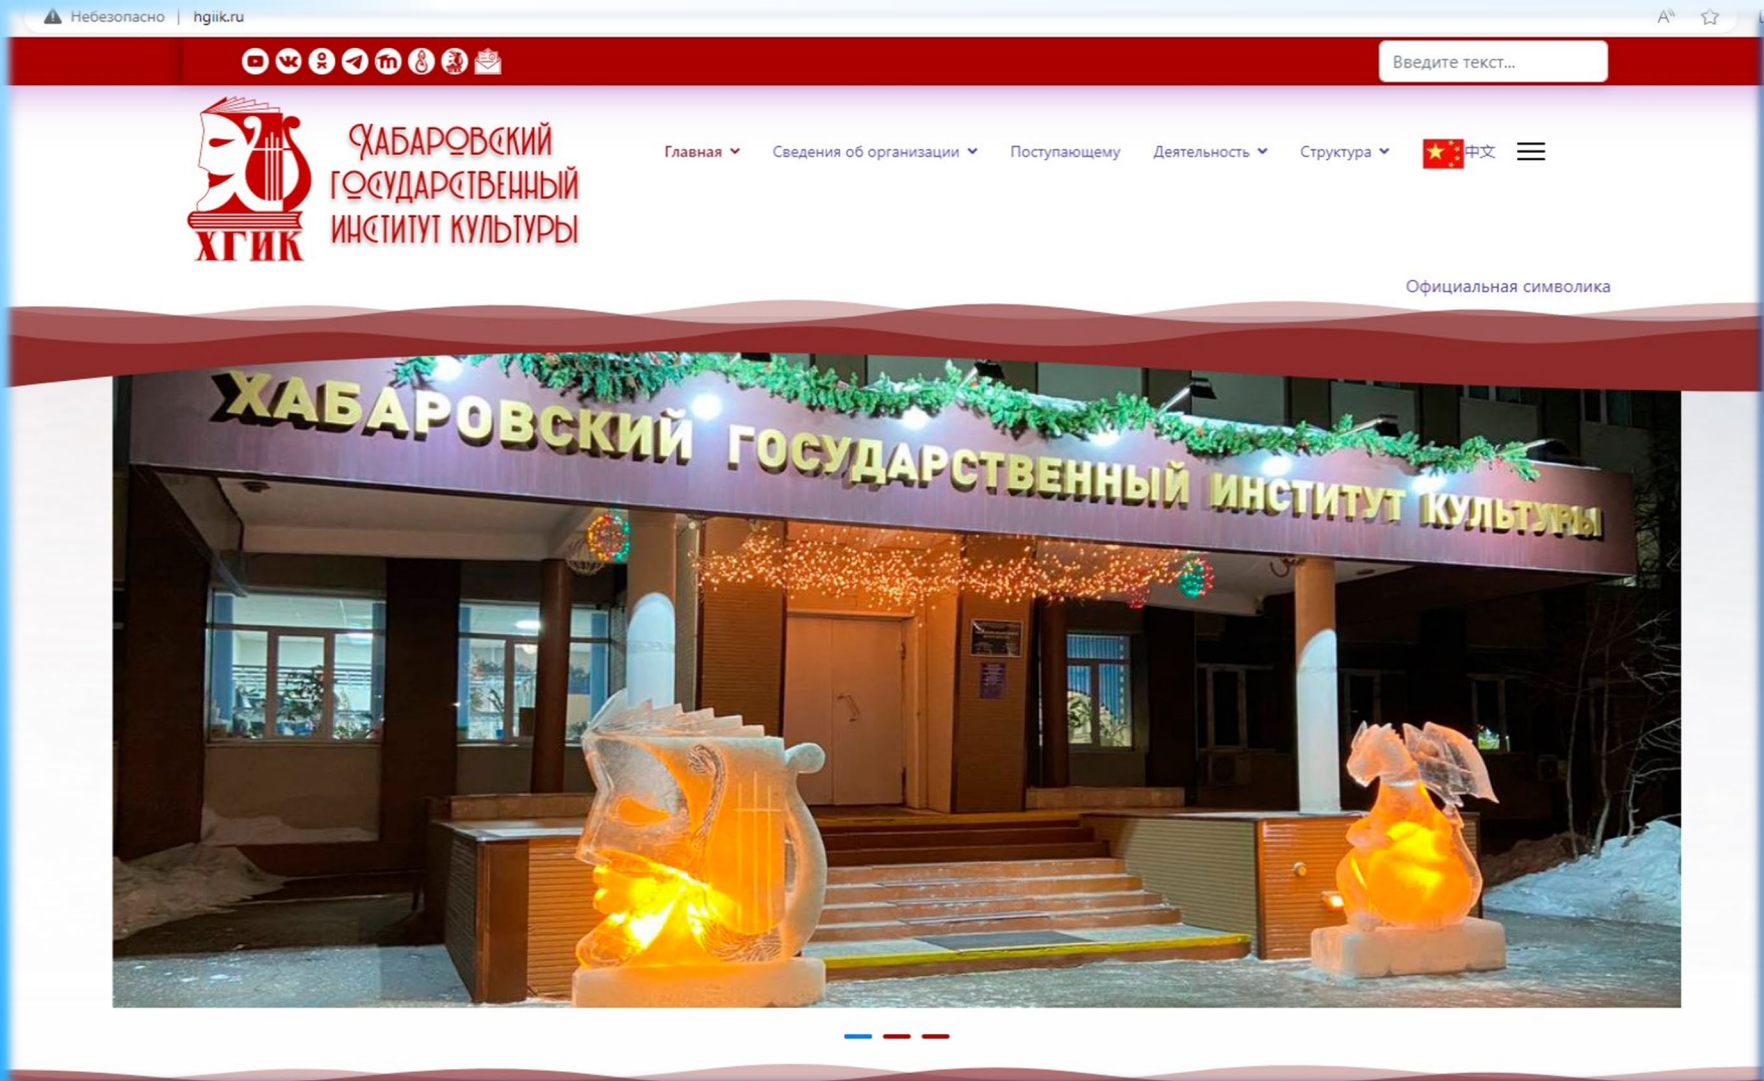 Небезопасно
hgiik.ru
Введите текст...
ХАБАРОВСКИЙ
ГОСУДАРСТВЕННЫЙ
ИНСТИТУТ КУЛЬТУРЫ
ХГИК
Главная
Сведения об организации
Поступающему
Деятельность
Структура
中文
Официальная символика
ХАБАРОВСКИЙ ГОСУДАРСТВЕННЫЙ ИНСТИТУТ КУЛЬТУРЫ